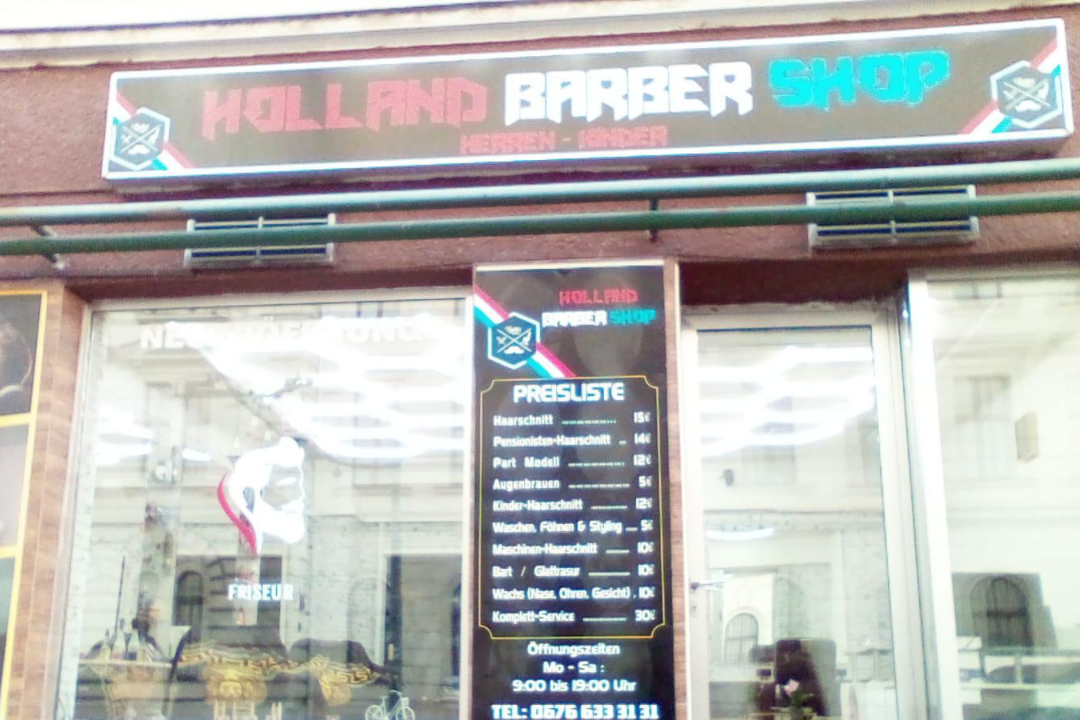 HOLLAND BARBER SHOP
HERREN - KINDER
NEUERÖFFNUNG
HOLLAND
BARBER SHOP
PREISLISTE
Haarschnitt ............... 15€
Pensionisten-Haarschnitt .. 14€
Part Modell ............... 12€
Augenbrauen ............... 5€
Kinder-Haarschnitt ........ 12€
Waschen, Föhnen & Styling ... 5€
Maschinen-Haarschnitt ...... 10€
Bart / Glattrasur .......... 10€
Wachs (Nase, Ohren, Gesicht) . 10€
Komplett-Service ........... 30€
Öffnungszeiten
Mo - Sa :
9:00 bis 19:00 Uhr
TEL: 0676 633 31 31
FRISEUR